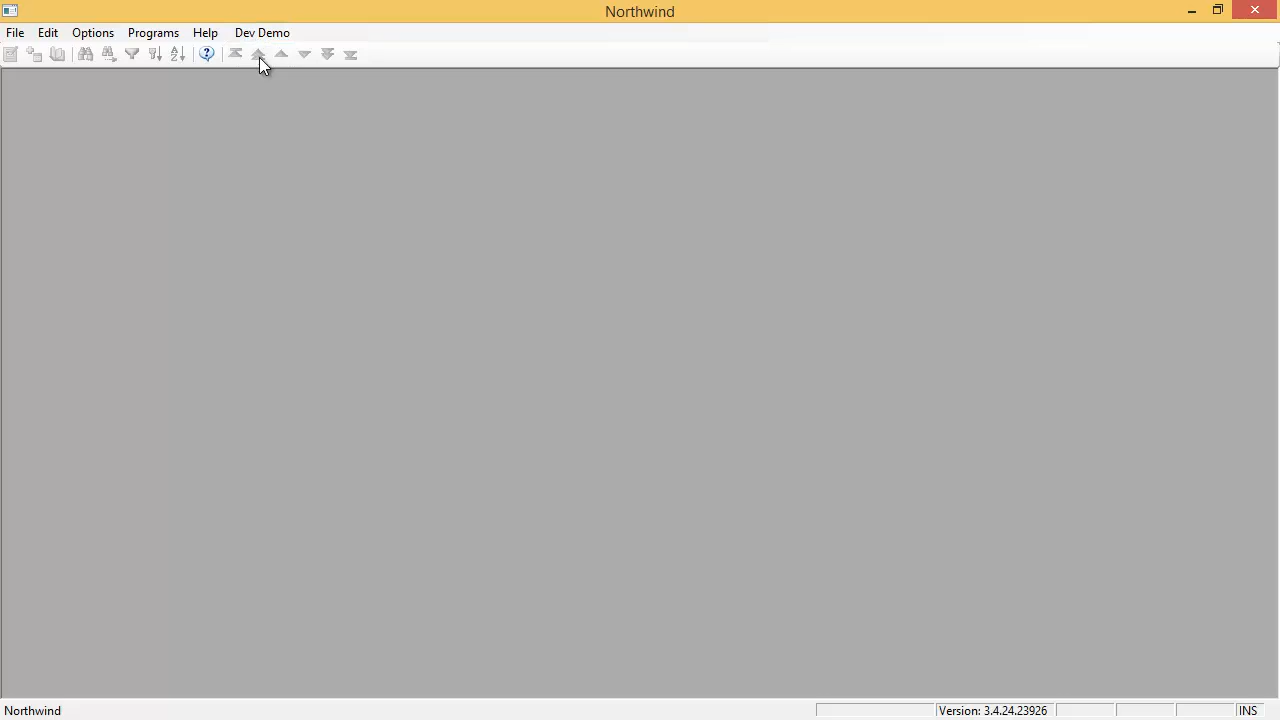 Northwind
File Edit Options Programs Help Dev Demo
Northwind Version: 3.4.24.23926 INS